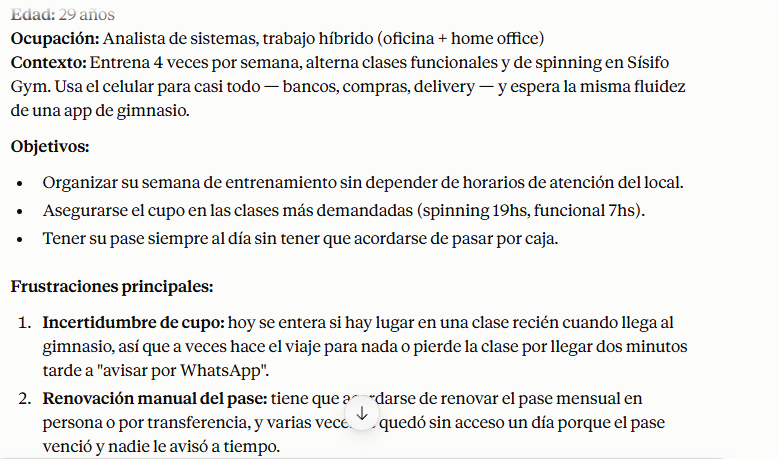 Edad: 29 años
Ocupación: Analista de sistemas, trabajo híbrido (oficina + home office)
Contexto: Entrena 4 veces por semana, alterna clases funcionales y de spinning en Sísifo
Gym. Usa el celular para casi todo — bancos, compras, delivery — y espera la misma fluidez
de una app de gimnasio.
Objetivos:
• Organizar su semana de entrenamiento sin depender de horarios de atención del local.
• Asegurarse el cupo en las clases más demandadas (spinning 19hs, funcional 7hs).
• Tener su pase siempre al día sin tener que acordarse de pasar por caja.
Frustraciones principales:
1. Incertidumbre de cupo: hoy se entera si hay lugar en una clase recién cuando llega al
gimnasio, así que a veces hace el viaje para nada o pierde la clase por llegar dos minutos
tarde a "avisar por WhatsApp".
2. Renovación manual del pase: tiene que acordarse de renovar el pase mensual en
persona o por transferencia, y varias veces quedó sin acceso un día porque el pase
venció y nadie le avisó a tiempo.